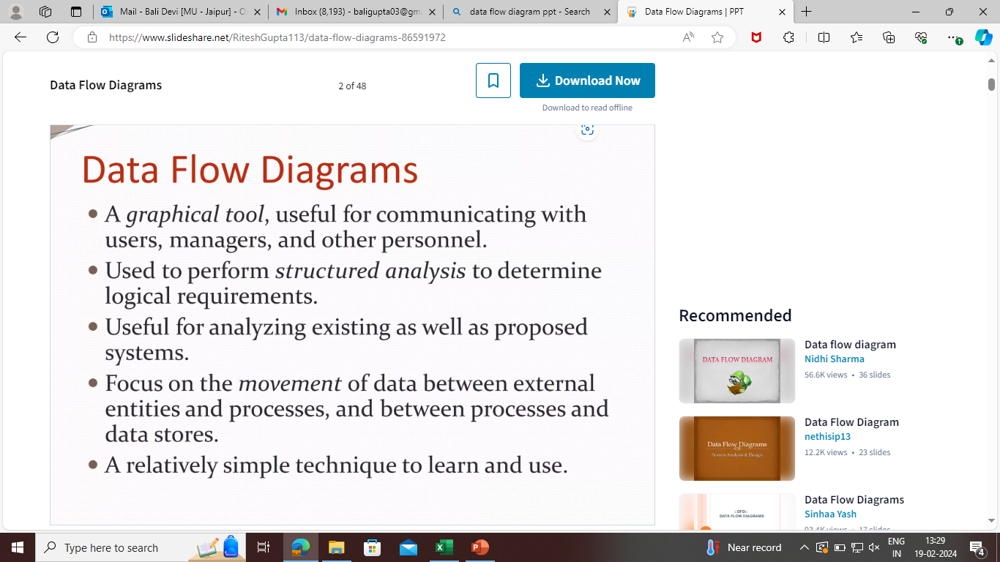 Mail - Bali Devi [MU - Jaipur] - O
Inbox (8,193) - baligupta03@gm
data flow diagram ppt - Search
Data Flow Diagrams | PPT
https://www.slideshare.net/RiteshGupta113/data-flow-diagrams-86591972
Data Flow Diagrams
2 of 48
Download Now
Download to read offline
Data Flow Diagrams
• A graphical tool, useful for communicating with
users, managers, and other personnel.
• Used to perform structured analysis to determine
logical requirements.
• Useful for analyzing existing as well as proposed
systems.
• Focus on the movement of data between external
entities and processes, and between processes and
data stores.
• A relatively simple technique to learn and use.
Recommended
DATA FLOW DIAGRAM
Data flow diagram
Nidhi Sharma
56.6K views • 36 slides
Data Flow Diagrams
System Analysis & Design
Data Flow Diagram
nethisip13
12.2K views • 23 slides
::DFD::
DATA FLOW DIAGRAMS
Data Flow Diagrams
Sinhaa Yash
93.4K views • 17 slides
Type here to search
Near record
ENG
IN
13:29
19-02-2024
4